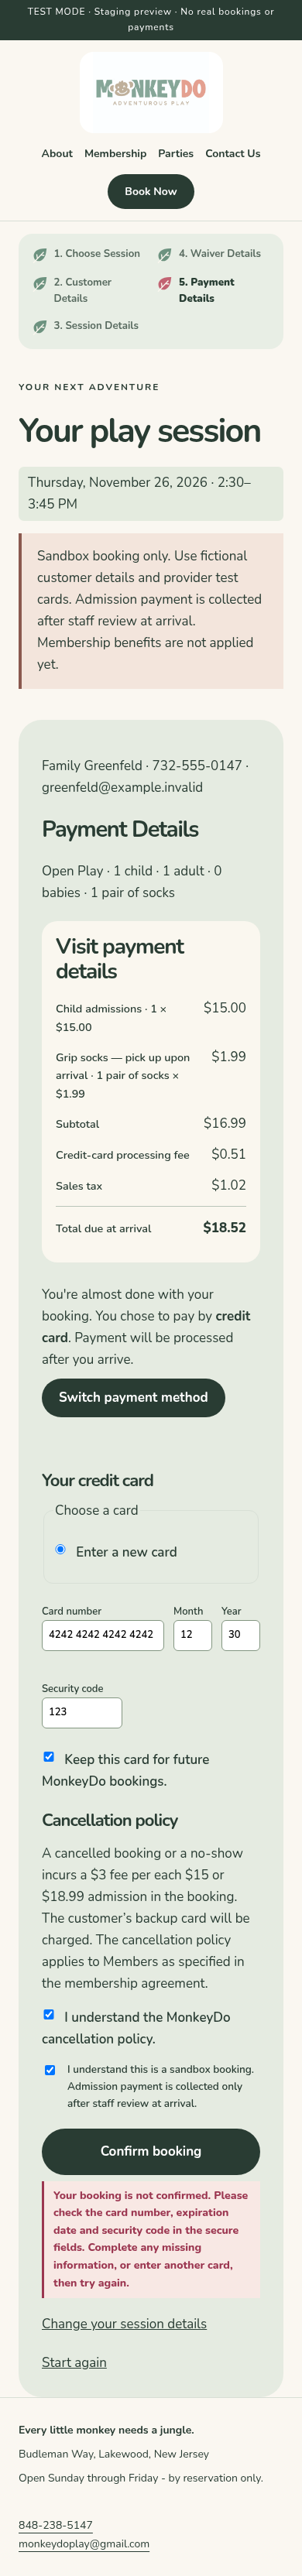 TEST MODE · Staging preview · No real bookings or
payments
MONKEYDO
ADVENTUROUS PLAY
About Membership Parties Contact Us
Book Now
1. Choose Session
2. Customer
Details
3. Session Details
4. Waiver Details
5. Payment
Details
YOUR NEXT ADVENTURE
Your play session
Thursday, November 26, 2026 · 2:30–
3:45 PM
Sandbox booking only. Use fictional
customer details and provider test
cards. Admission payment is collected
after staff review at arrival.
Membership benefits are not applied
yet.
Family Greenfeld · 732-555-0147 ·
greenfeld@example.invalid
Payment Details
Open Play · 1 child · 1 adult · 0
babies · 1 pair of socks
Visit payment
details
Child admissions · 1 × $15.00
$15.00
Grip socks — pick up upon $1.99
arrival · 1 pair of socks ×
$1.99
Subtotal $16.99
Credit-card processing fee $0.51
Sales tax $1.02
Total due at arrival $18.52
You're almost done with your
booking. You chose to pay by credit
card. Payment will be processed
after you arrive.
Switch payment method
Your credit card
Choose a card
Enter a new card
Card number Month Year
4242 4242 4242 4242 12 30
Security code
123
Keep this card for future
MonkeyDo bookings.
Cancellation policy
A cancelled booking or a no-show
incurs a $3 fee per each $15 or
$18.99 admission in the booking.
The customer’s backup card will be
charged. The cancellation policy
applies to Members as specified in
the membership agreement.
I understand the MonkeyDo
cancellation policy.
I understand this is a sandbox booking.
Admission payment is collected only
after staff review at arrival.
Confirm booking
Your booking is not confirmed. Please
check the card number, expiration
date and security code in the secure
fields. Complete any missing
information, or enter another card,
then try again.
Change your session details
Start again
Every little monkey needs a jungle.
Budleman Way, Lakewood, New Jersey
Open Sunday through Friday - by reservation only.
848-238-5147
monkeydoplay@gmail.com